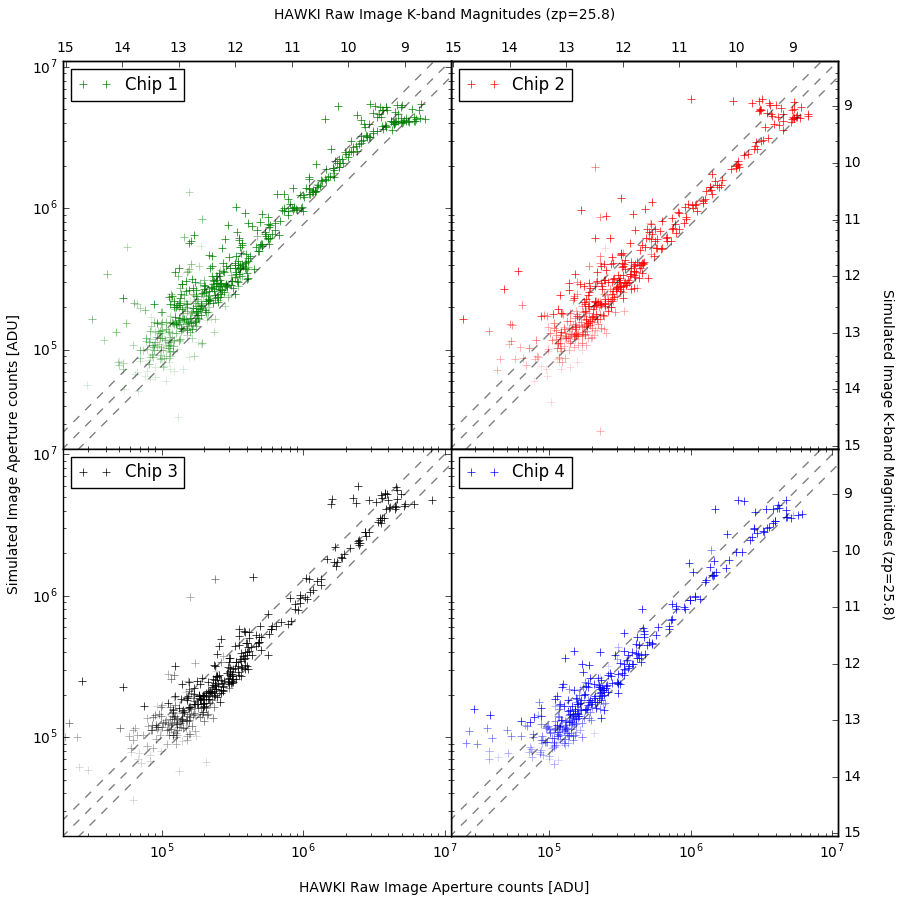 HAWKI Raw Image K-band Magnitudes (zp=25.8)
15 14 13 12 11 10 9 15 14 13 12 11 10 9
10^7
Chip 1
Chip 2
9
10
10^6
11
12
13
10^5
14
15
10^7
Chip 3
Chip 4
9
10
10^6
11
12
13
10^5
14
15
10^5 10^6 10^7 10^5 10^6 10^7
HAWKI Raw Image Aperture counts [ADU]
Simulated Image Aperture counts [ADU]
Simulated Image K-band Magnitudes (zp=25.8)